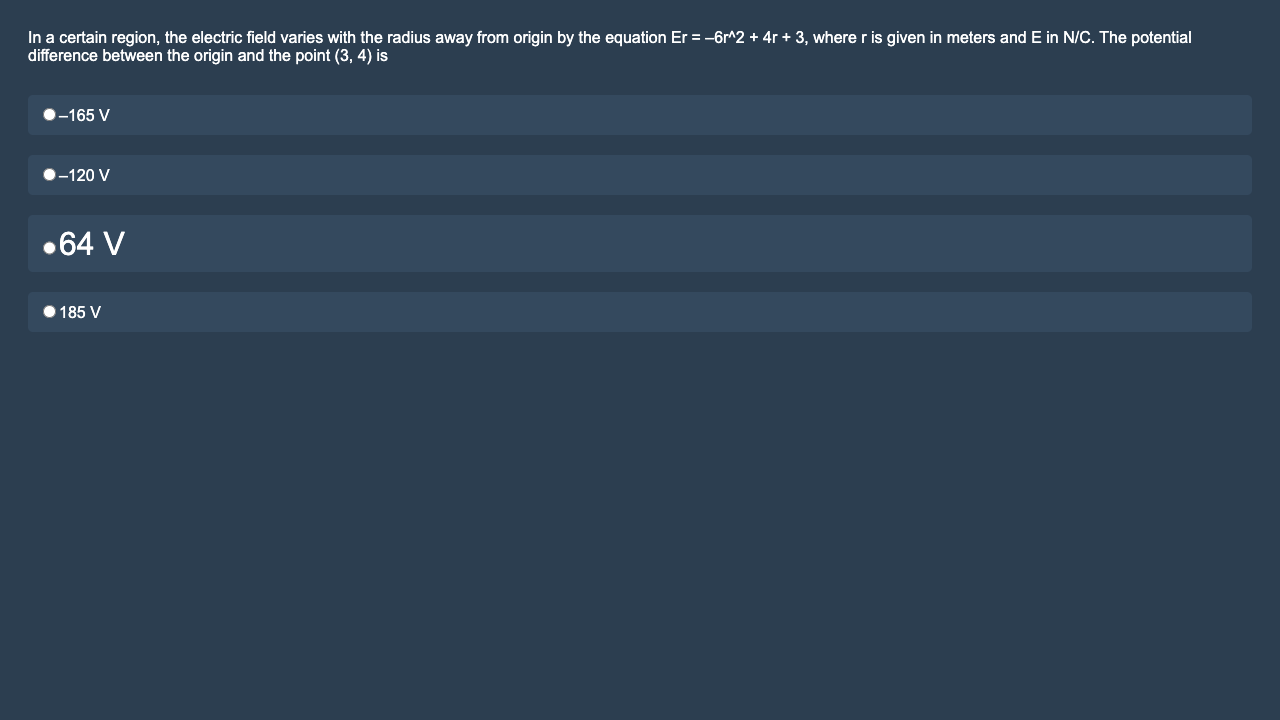 In a certain region, the electric field varies with the radius away from origin by the equation Er = –6r^2 + 4r + 3, where r is given in meters and E in N/C. The potential
difference between the origin and the point (3, 4) is
–165 V
–120 V
64 V
185 V